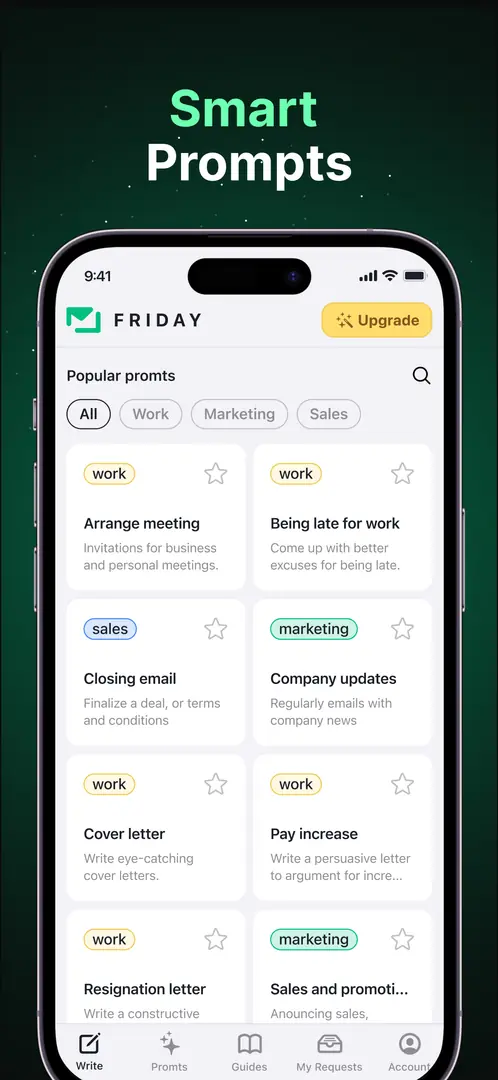 Smart
Prompts
9:41
FRIDAY
Upgrade
Popular promts
All
Work
Marketing
Sales
work
work
Arrange meeting
Being late for work
Invitations for business
and personal meetings.
Come up with better
excuses for being late.
sales
marketing
Closing email
Company updates
Finalize a deal, or terms
and conditions
Regularly emails with
company news
work
work
Cover letter
Pay increase
Write eye-catching
cover letters.
Write a persuasive letter
to argument for incre...
work
marketing
Resignation letter
Sales and promoti...
Write a constructive
Anouncing sales,
Write
Promts
Guides
My Requests
Account